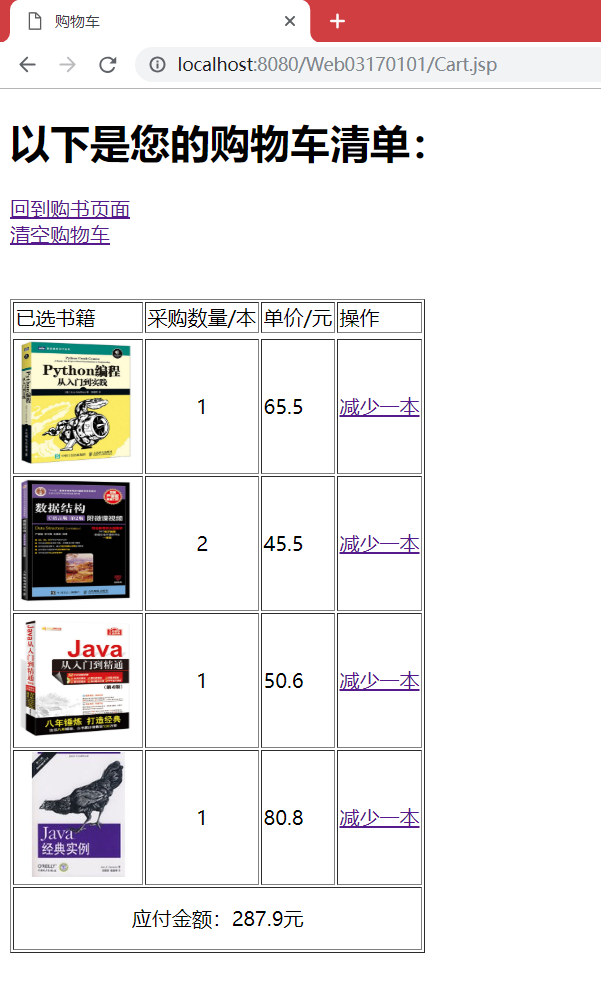 购物车
localhost:8080/Web03170101/Cart.jsp
以下是您的购物车清单：
回到购书页面
清空购物车
已选书籍 采购数量/本 单价/元 操作
Python编程
从入门到实践
1 65.5 减少一本
数据结构
附微课视频
2 45.5 减少一本
Java
从入门到精通
八年锤炼 打造经典
1 50.6 减少一本
Java
经典实例
O'REILLY
1 80.8 减少一本
应付金额：287.9元